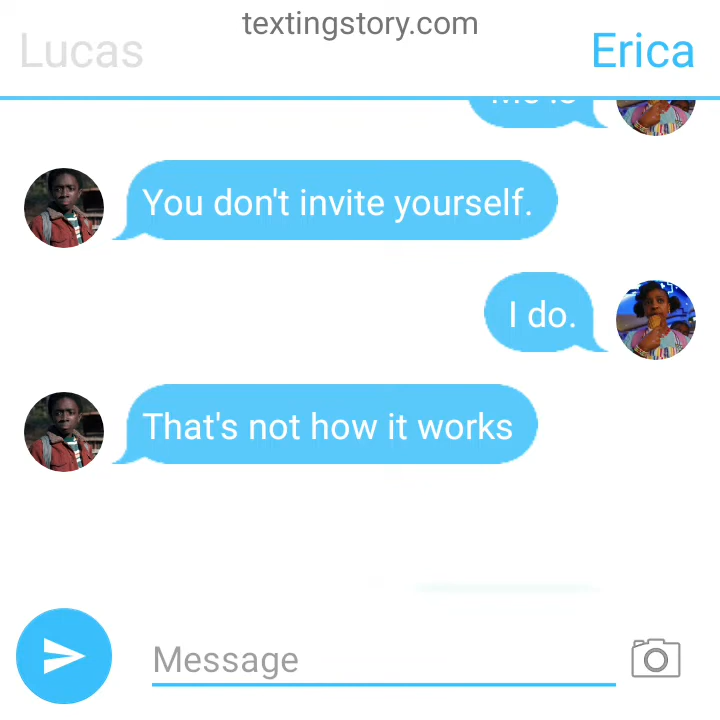 textingstory.com
Lucas
Erica
You don't invite yourself.
I do.
That's not how it works
Message